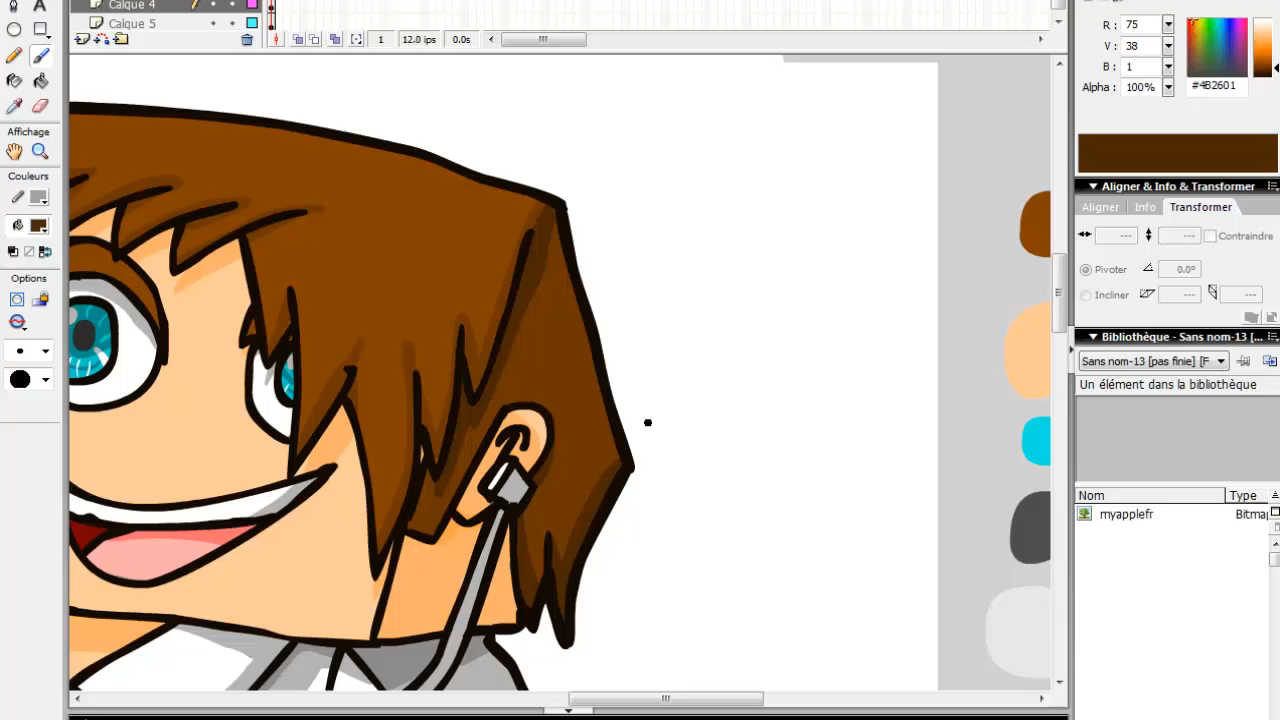 A
Calque 4
Calque 5
1 12.0 ips 0.0s
Affichage
Couleurs
Options
R : 75
V : 38
B : 1
Alpha : 100%
#4B2601
Aligner & Info & Transformer
Aligner Info Transformer
--- --- Contraindre
Pivoter 0.0°
Incliner --- ---
Bibliothèque - Sans nom-13 [...
Sans nom-13 [pas finie] [F
Un élément dans la bibliothèque
Nom Type
myapplefr Bitma